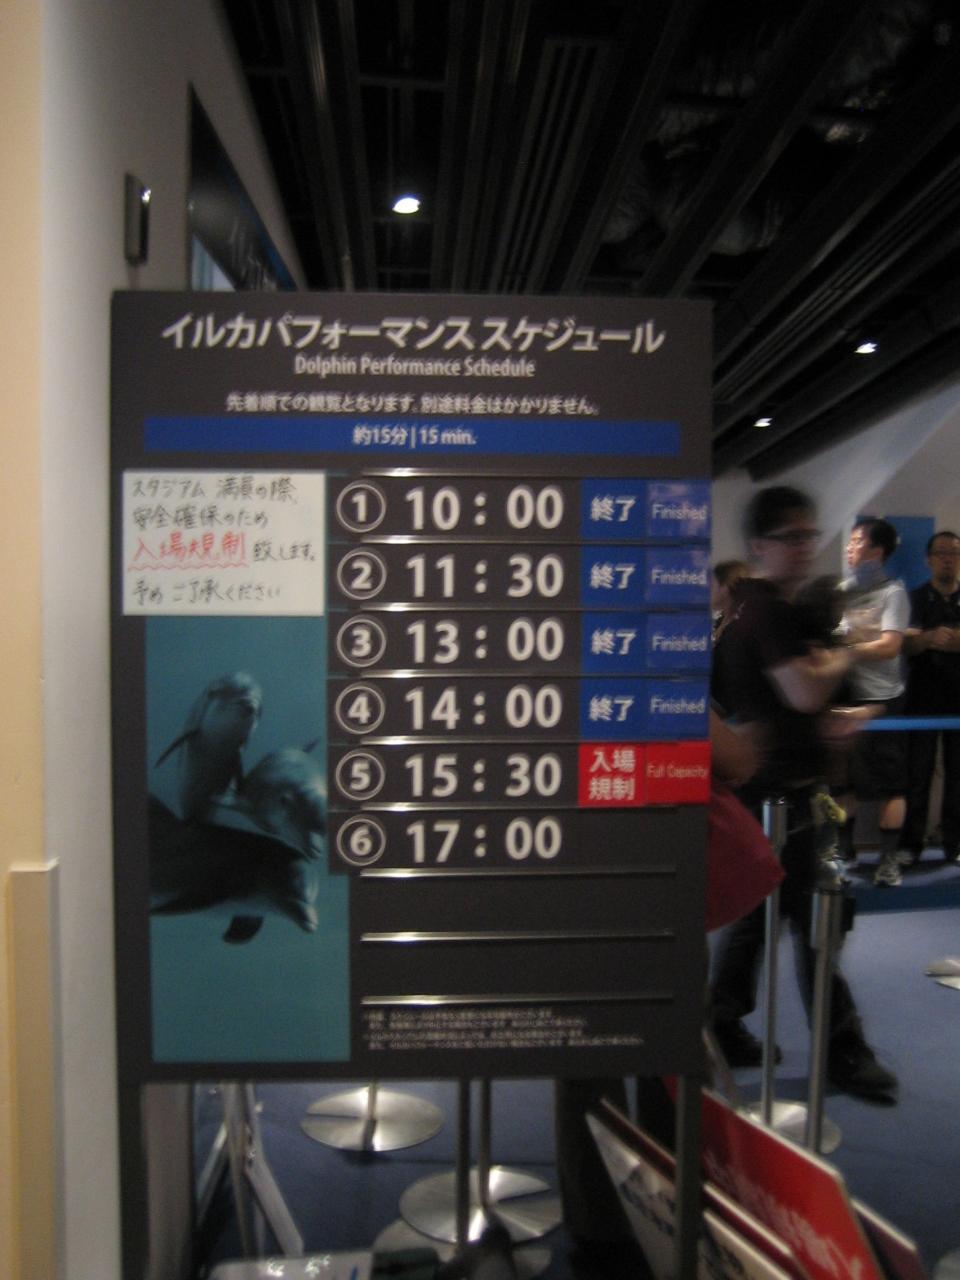 イルカパフォーマンス スケジュール
Dolphin Performance Schedule
先着順での観覧となります。別途料金はかかりません。
約15分 | 15 min.
スタジアム 満員の際、
安全確保のため
入場規制 致します。
予め ご了承ください
① 10:00 終了 Finished
② 11:30 終了 Finished
③ 13:00 終了 Finished
④ 14:00 終了 Finished
⑤ 15:30 入場規制 Full Capacity
⑥ 17:00